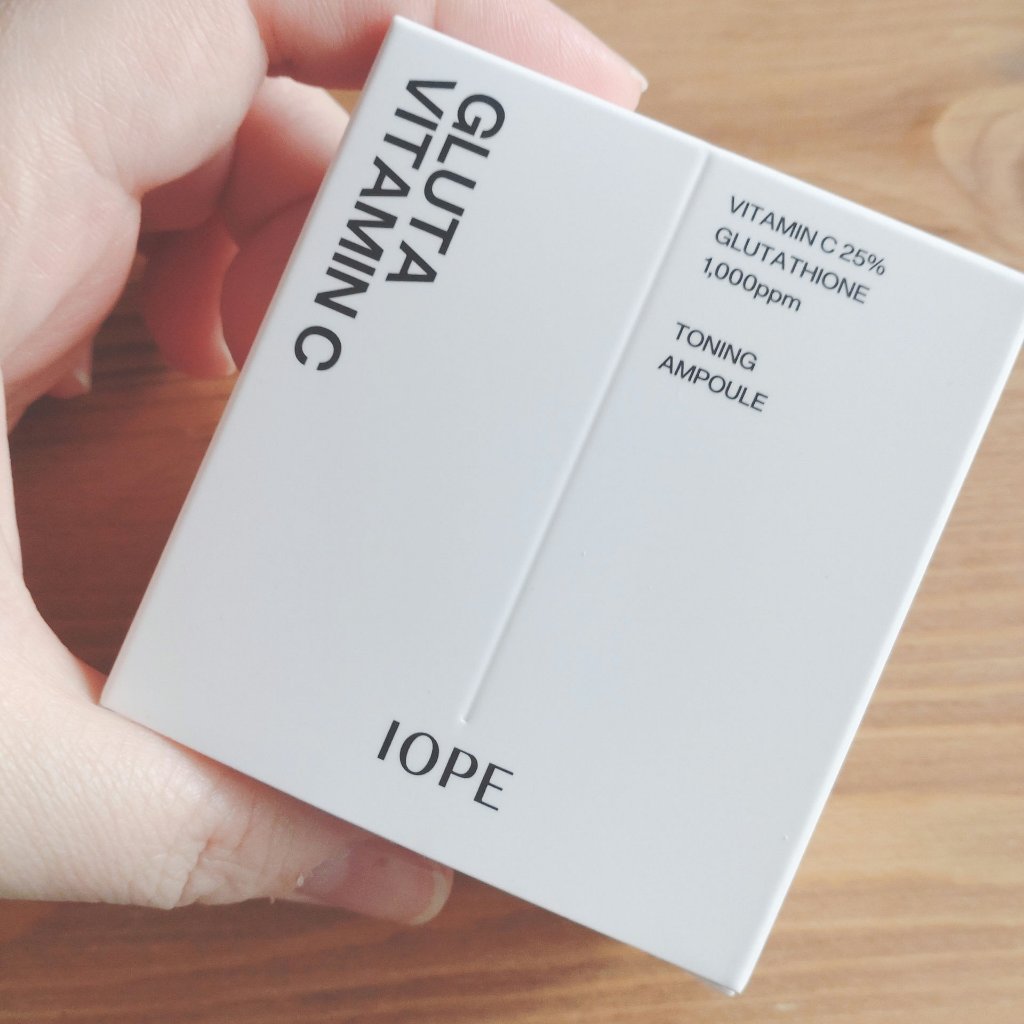 GLUTA
VITAMIN C
VITAMIN C 25%
GLUTATHIONE
1,000ppm
TONING
AMPOULE
IOPE